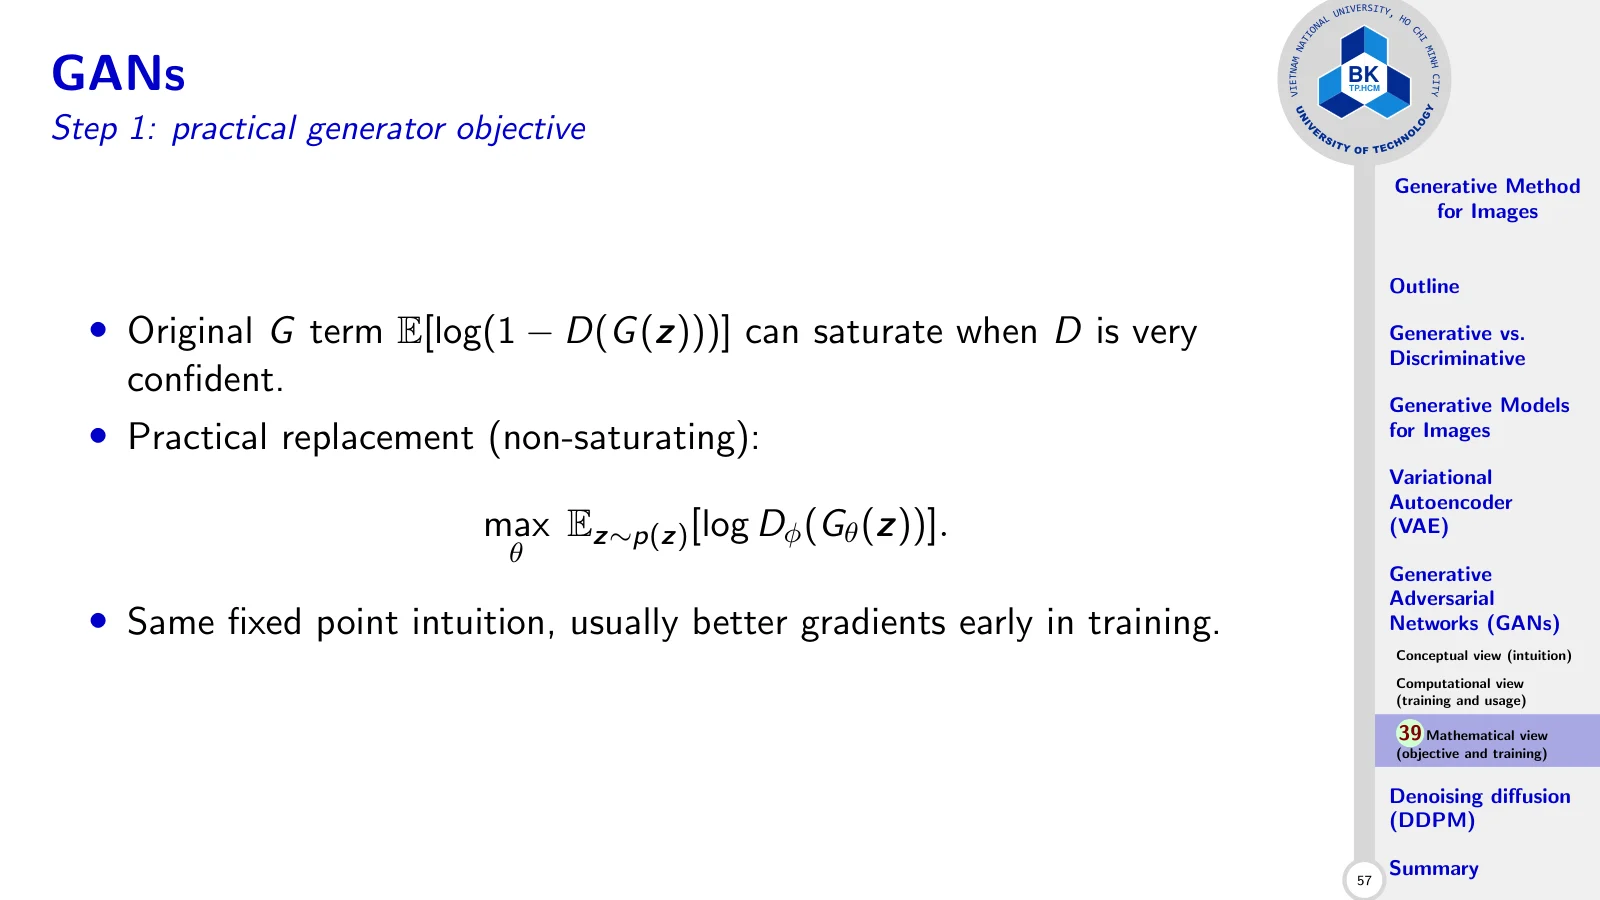 GANs
Step 1: practical generator objective
• Original G term 𝔼[log(1 − D(G(z)))] can saturate when D is very
confident.
• Practical replacement (non-saturating):
max_θ 𝔼_{z∼p(z)}[log D_ϕ(G_θ(z))].
• Same fixed point intuition, usually better gradients early in training.
VIETNAM NATIONAL UNIVERSITY, HO CHI MINH CITY
BK
TP.HCM
UNIVERSITY OF TECHNOLOGY
Generative Method
for Images
Outline
Generative vs.
Discriminative
Generative Models
for Images
Variational
Autoencoder
(VAE)
Generative
Adversarial
Networks (GANs)
Conceptual view (intuition)
Computational view
(training and usage)
39 Mathematical view
(objective and training)
Denoising diffusion
(DDPM)
Summary
57